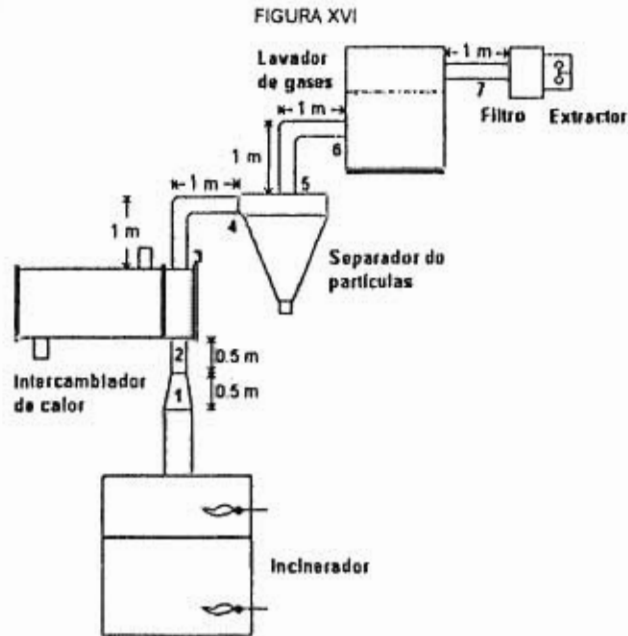 FIGURA XVI
Lavador
de gases
1 m
7
Filtro
Extractor
1 m
1 m
6
5
1 m
4
1 m
Separador do
partículas
2
0.5 m
Intercambiador
de calor
1
0.5 m
Incinerador